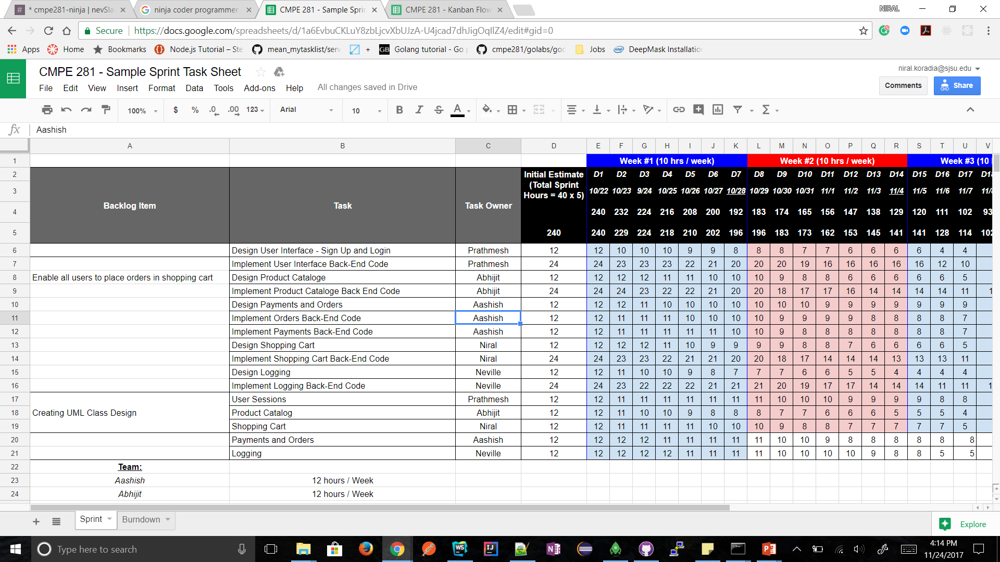 * cmpe281-ninja | nevSla
ninja coder programmer
CMPE 281 - Sample Sprin
CMPE 281 - Kanban Flow
NIRAL
Secure https://docs.google.com/spreadsheets/d/1a6EvbuCKLuY8zbLjcvXbUJzA-U4jcad7dhJigOqIlZ4/edit#gid=0
Apps Home Bookmarks Node.js Tutorial – Ste mean_mytasklist/serv + GB Golang tutorial - Go cmpe281/golabs/goc Jobs DeepMask Installatio
CMPE 281 - Sample Sprint Task Sheet
niral.koradia@sjsu.edu
File Edit View Insert Format Data Tools Add-ons Help All changes saved in Drive
Comments Share
100% $ % .0 .00 123 Arial 10 B I S A Σ
fx Aashish
A B C D E F G H I J K L M N O P Q R S T U V
1 Week #1 (10 hrs / week) Week #2 (10 hrs / week) Week #3 (10
2 Backlog Item Task Task Owner Initial Estimate (Total Sprint Hours = 40 x 5) D1 D2 D3 D4 D5 D6 D7 D8 D9 D10 D11 D12 D13 D14 D15 D16 D17 D18
3 10/22 10/23 9/24 10/25 10/26 10/27 10/28 10/29 10/30 10/31 11/1 11/2 11/3 11/4 11/5 11/6 11/7 11/
4 240 232 224 216 208 200 192 183 174 165 156 147 138 129 120 111 102 93
5 240 240 229 224 218 210 202 196 196 183 173 162 153 145 141 141 128 114 102
6 Design User Interface - Sign Up and Login Prathmesh 12 12 10 10 10 9 9 8 8 8 7 7 6 6 6 6 4 4
7 Implement User Interface Back-End Code Prathmesh 24 24 23 23 23 22 21 20 20 20 19 16 16 16 16 16 12 10
8 Enable all users to place orders in shopping cart Design Product Cataloge Abhijit 12 12 12 12 11 11 10 10 10 9 8 8 6 6 6 6 6 5
9 Implement Product Cataloge Back End Code Abhijit 24 24 24 23 22 22 21 20 20 18 17 17 16 14 14 14 14 11 1
10 Design Payments and Orders Aashish 12 12 12 11 10 10 10 10 10 10 10 9 9 9 9 9 9 9
11 Implement Orders Back-End Code Aashish 12 12 11 11 11 10 10 10 10 9 9 9 9 8 8 8 8 7
12 Implement Payments Back-End Code Aashish 12 12 11 11 11 11 11 10 10 9 8 8 8 8 8 8 8 7
13 Design Shopping Cart Niral 12 12 12 12 11 10 9 9 9 9 8 8 7 6 6 6 6 5
14 Implement Shopping Cart Back-End Code Niral 24 24 23 23 22 21 21 20 20 18 17 14 14 14 13 13 13 11
15 Design Logging Neville 12 12 11 10 10 9 8 7 7 7 6 6 5 5 4 4 4 4
16 Implement Logging Back-End Code Neville 24 24 23 22 22 22 21 21 21 20 19 17 17 14 14 14 11 11 1
17 User Sessions Prathmesh 12 12 11 11 11 11 11 11 11 10 10 10 9 9 9 9 8 8
18 Creating UML Class Design Product Catalog Abhijit 12 12 11 10 10 9 8 8 8 7 7 6 6 6 5 5 5 4
19 Shopping Cart Niral 12 12 11 11 11 11 10 10 10 9 8 8 7 7 7 7 7 5
20 Payments and Orders Aashish 12 12 12 12 11 11 11 11 11 10 10 9 8 8 8 8 8 8
21 Logging Neville 12 12 12 12 12 11 11 11 11 10 10 10 10 9 8 8 5 5
22 Team:
23 Aashish 12 hours / Week
24 Abhijit 12 hours / Week
+ Sprint Burndown Explore
Type here to search
WS IJ N
4:14 PM
11/24/2017